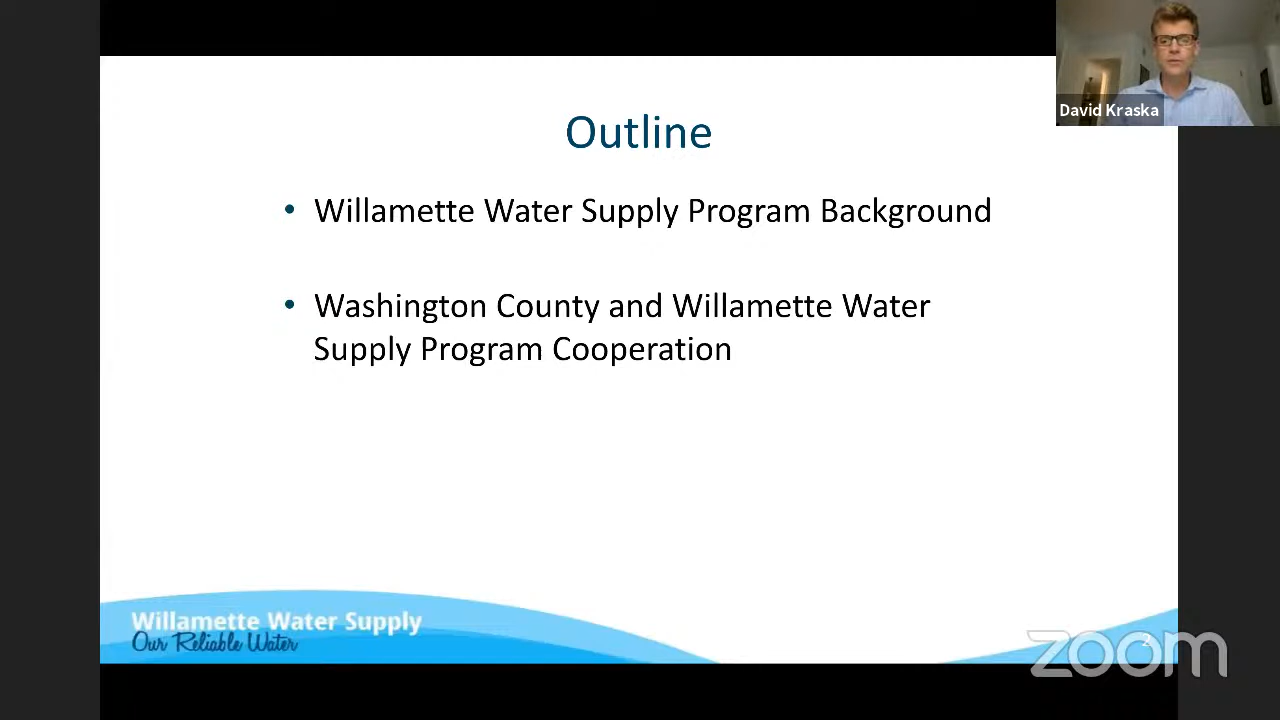 David Kraska
Outline
• Willamette Water Supply Program Background
• Washington County and Willamette Water
Supply Program Cooperation
Willamette Water Supply
Our Reliable Water
2
zoom